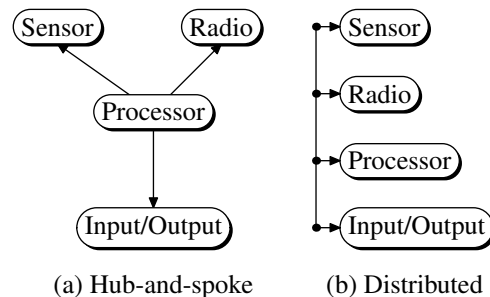 Sensor
Radio
Processor
Input/Output
(a) Hub-and-spoke
Sensor
Radio
Processor
Input/Output
(b) Distributed